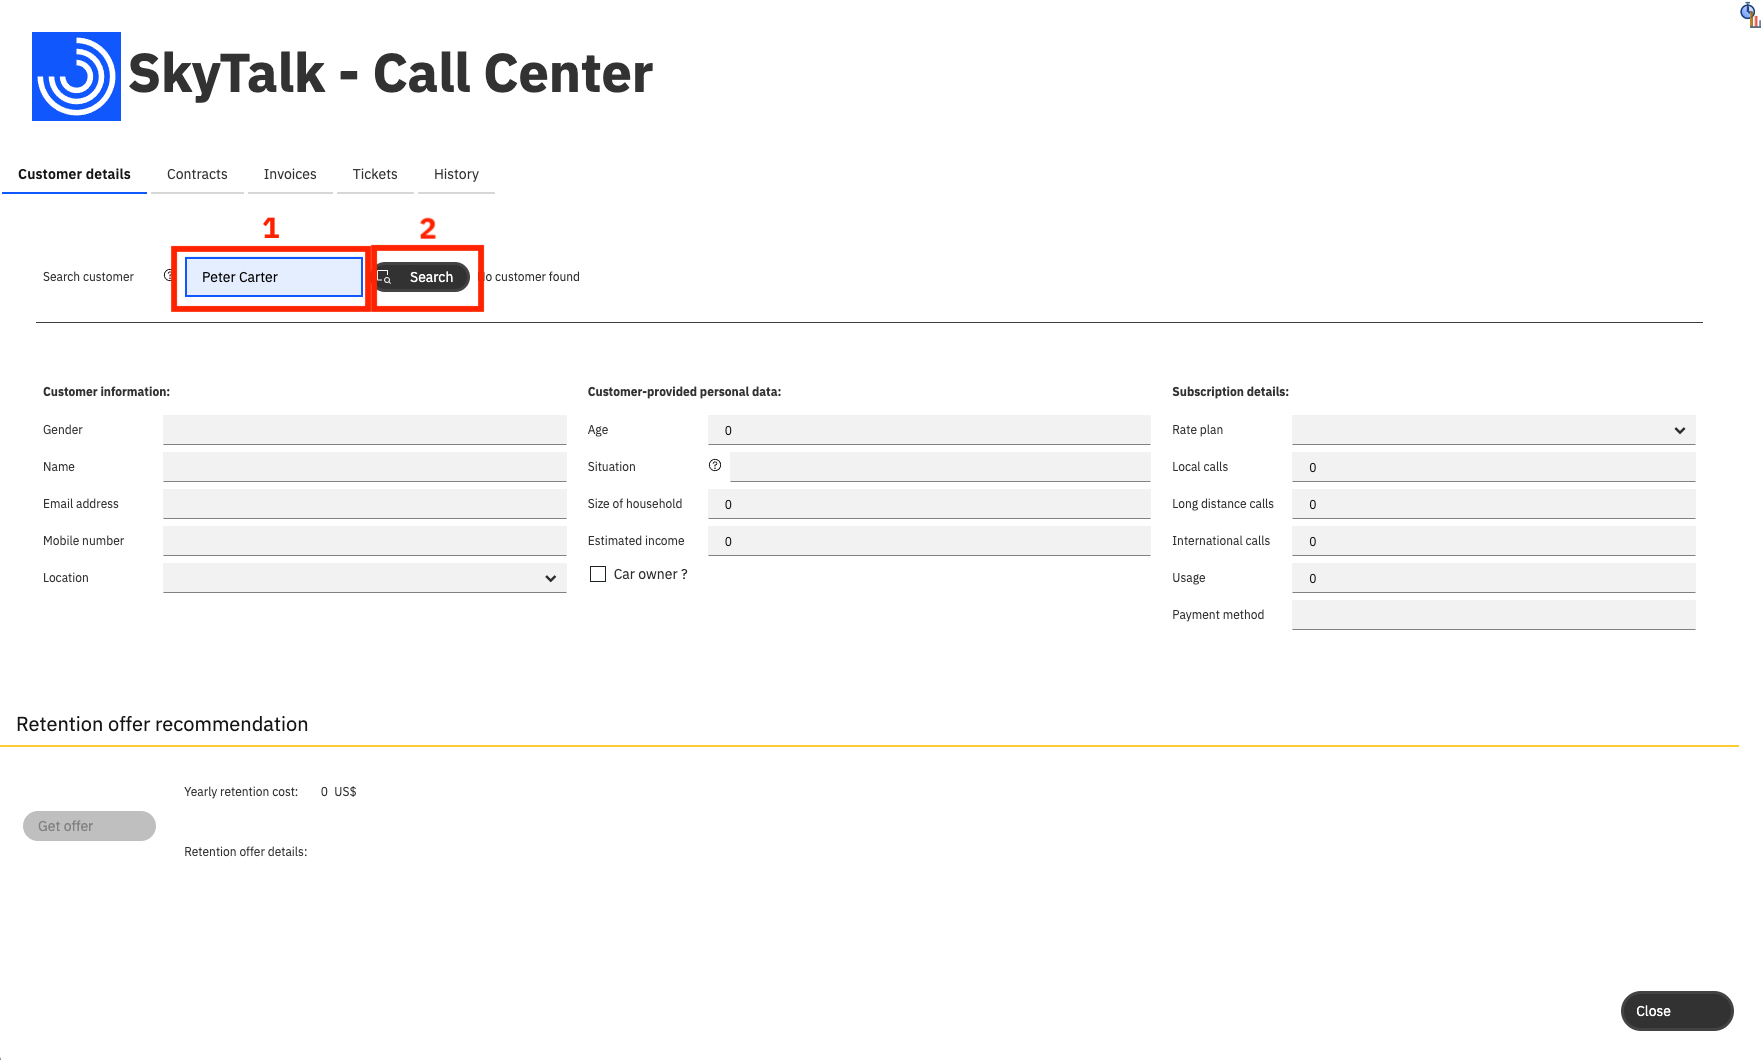 SkyTalk - Call Center
Customer details Contracts Invoices Tickets History
1 2
Search customer Peter Carter Search o customer found
Customer information: Customer-provided personal data: Subscription details:
Gender Age 0 Rate plan
Name Situation Local calls 0
Email address Size of household 0 Long distance calls 0
Mobile number Estimated income 0 International calls 0
Location Car owner ? Usage 0
Payment method
Retention offer recommendation
Yearly retention cost: 0 US$
Get offer
Retention offer details:
Close